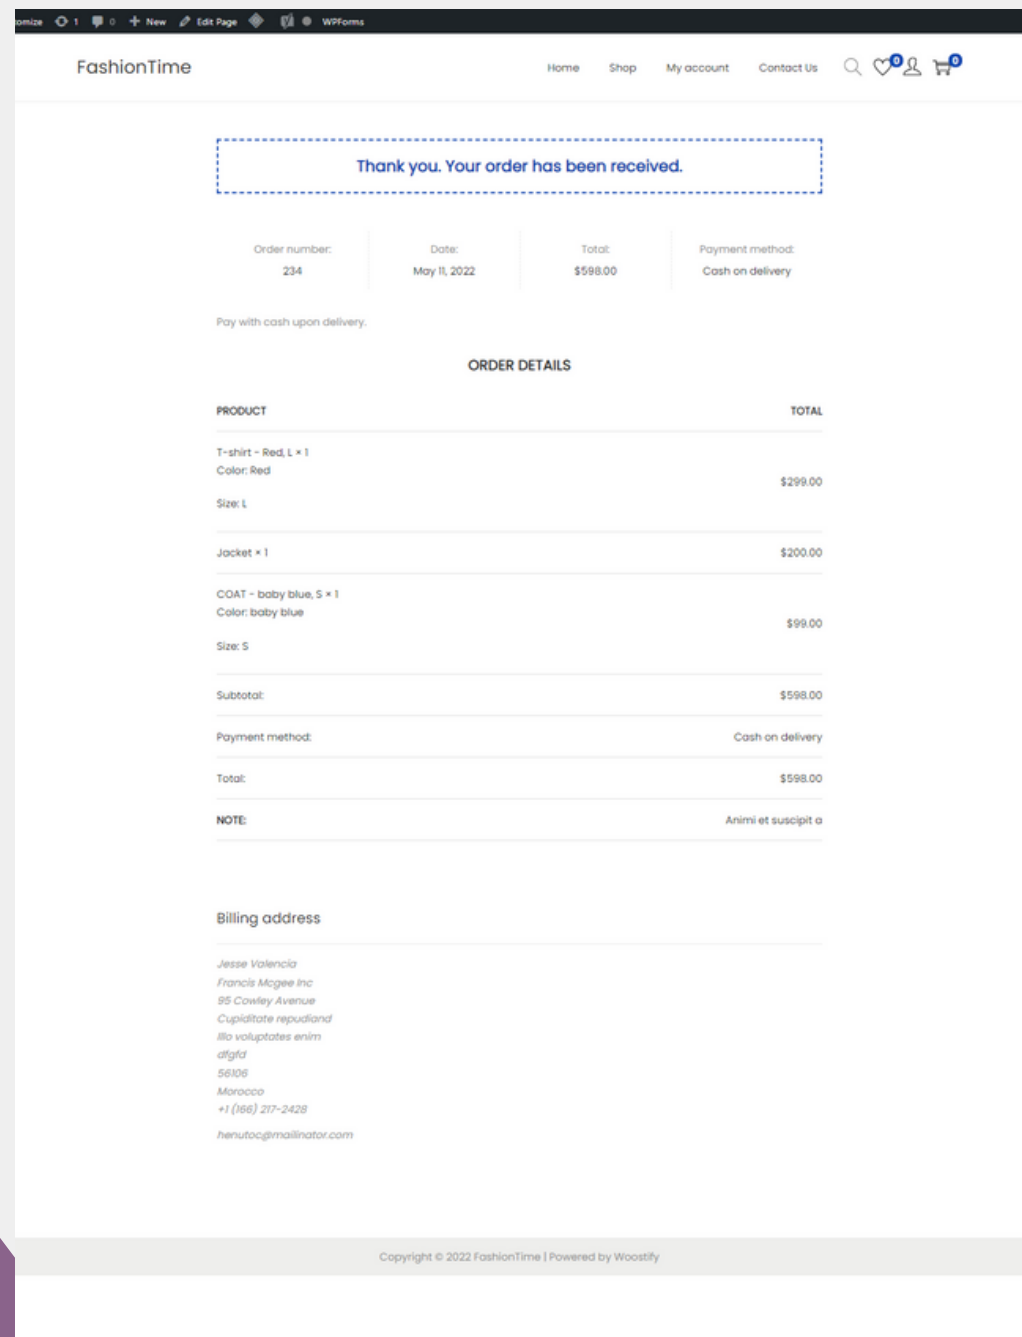 omize 1 0 New Edit Page WPForms
FashionTime
Home Shop My account Contact Us 0 0
Thank you. Your order has been received.
Order number: Date: Total: Payment method:
234 May 11, 2022 $598.00 Cash on delivery
Pay with cash upon delivery.
ORDER DETAILS
PRODUCT TOTAL
T-shirt - Red, L × 1
Color: Red
$299.00
Size: L
Jacket × 1 $200.00
COAT - baby blue, S × 1
Color: baby blue
$99.00
Size: S
Subtotal: $598.00
Payment method: Cash on delivery
Total: $598.00
NOTE: Animi et suscipit a
Billing address
Jesse Valencia
Francis Mcgee Inc
95 Cowley Avenue
Cupiditate repudiand
Illo voluptates enim
dfgfd
56106
Morocco
+1 (166) 217-2428
henutoc@mailinator.com
Copyright © 2022 FashionTime | Powered by Woostify